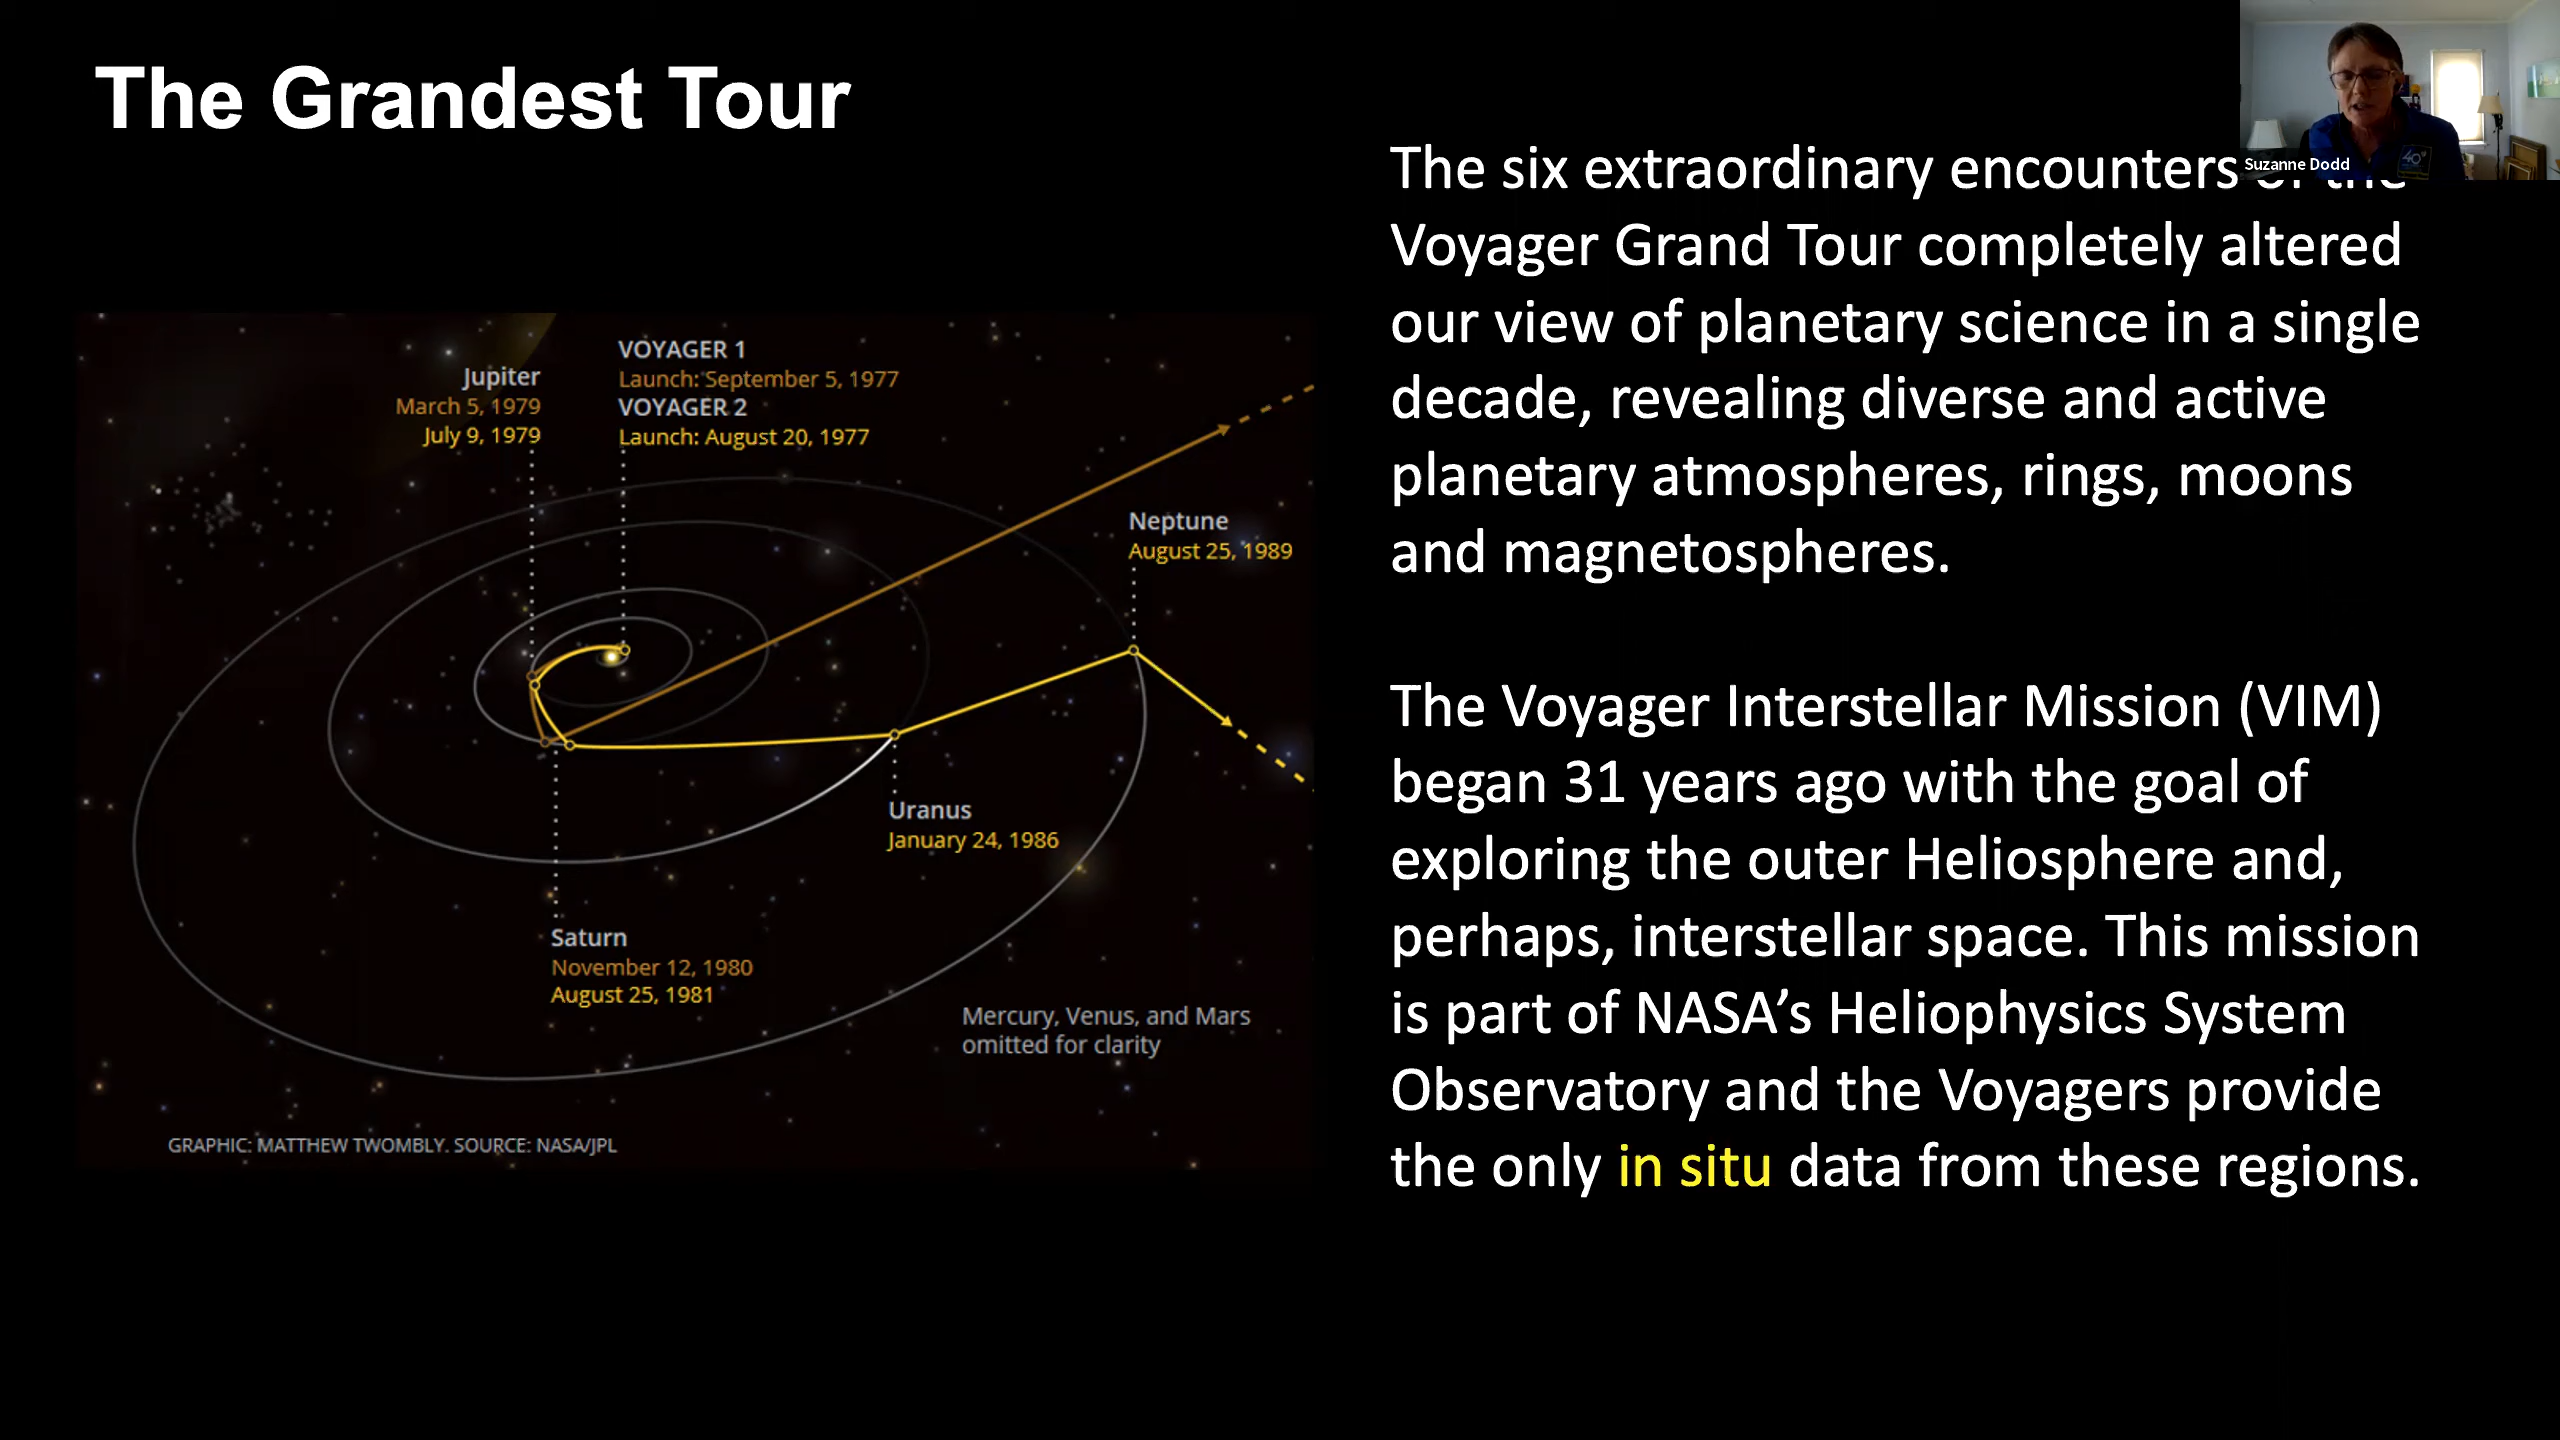 The Grandest Tour
Suzanne Dodd
The six extraordinary encounters of the
Voyager Grand Tour completely altered
our view of planetary science in a single
decade, revealing diverse and active
planetary atmospheres, rings, moons
and magnetospheres.
The Voyager Interstellar Mission (VIM)
began 31 years ago with the goal of
exploring the outer Heliosphere and,
perhaps, interstellar space. This mission
is part of NASA’s Heliophysics System
Observatory and the Voyagers provide
the only in situ data from these regions.
Jupiter
March 5, 1979
July 9, 1979
VOYAGER 1
Launch: September 5, 1977
VOYAGER 2
Launch: August 20, 1977
Neptune
August 25, 1989
Uranus
January 24, 1986
Saturn
November 12, 1980
August 25, 1981
Mercury, Venus, and Mars
omitted for clarity
GRAPHIC: MATTHEW TWOMBLY. SOURCE: NASA/JPL
40